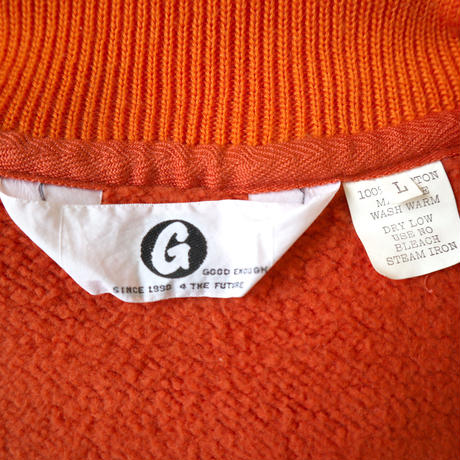 G
GOOD ENOUGH
SINCE 1990 4 THE FUTURE
L
100%
WASH WARM
DRY LOW
USE NO
BLEACH
STEAM IRON